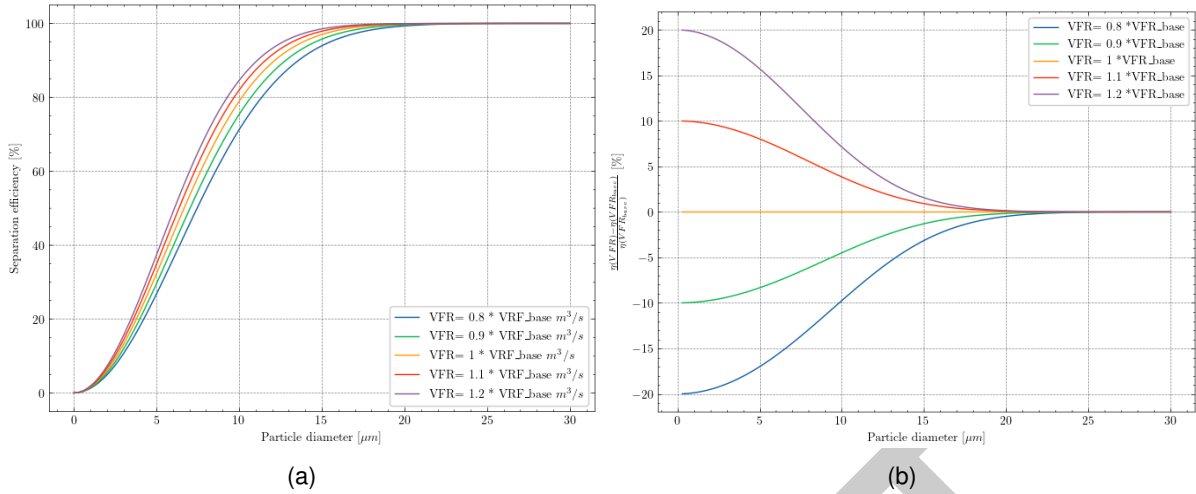 100
80
60
40
20
0
Separation efficiency [%]
VFR= 0.8 * VRF_base m³/s
VFR= 0.9 * VRF_base m³/s
VFR= 1 * VRF_base m³/s
VFR= 1.1 * VRF_base m³/s
VFR= 1.2 * VRF_base m³/s
0 5 10 15 20 25 30
Particle diameter [μm]
(a)
20
15
10
5
0
−5
−10
−15
−20
η(VFR)−η(VFR_base)/η(VFR_base) [%]
VFR= 0.8 *VFR_base
VFR= 0.9 *VFR_base
VFR= 1 *VFR_base
VFR= 1.1 *VFR_base
VFR= 1.2 *VFR_base
0 5 10 15 20 25 30
Particle diameter [μm]
(b)